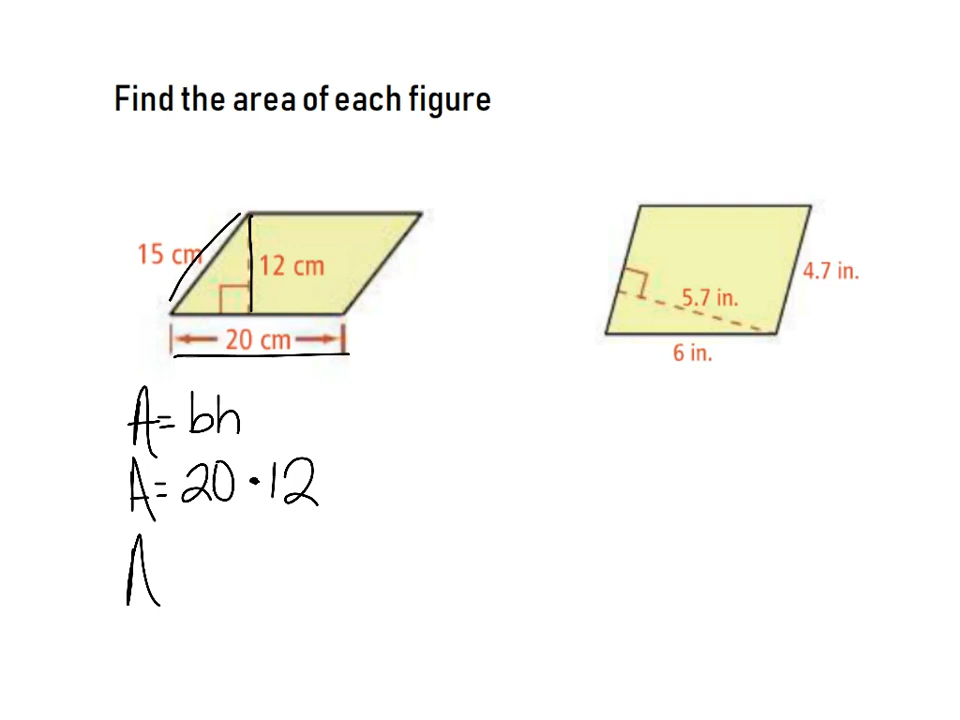 Find the area of each figure
15 cm
12 cm
20 cm
4.7 in.
5.7 in.
6 in.
A = bh
A = 20 · 12
A